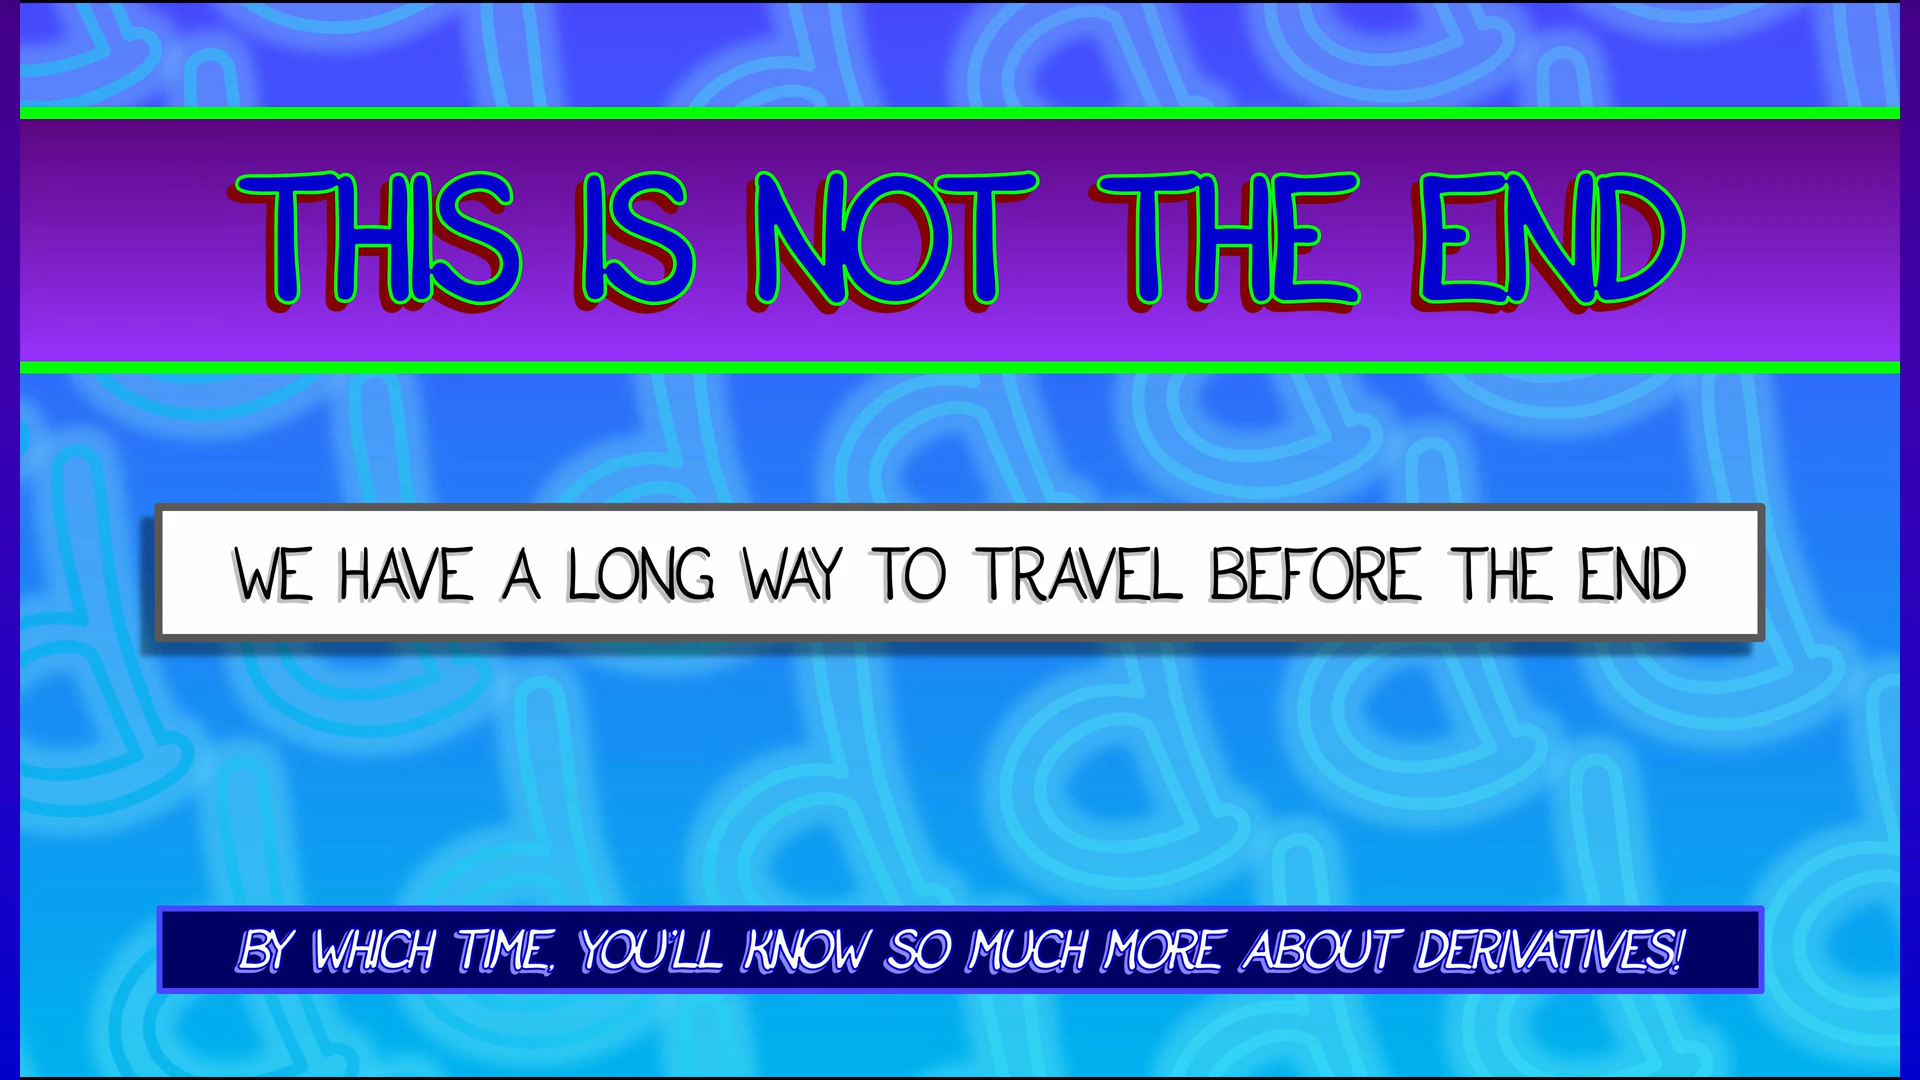 THIS IS NOT THE END
WE HAVE A LONG WAY TO TRAVEL BEFORE THE END
BY WHICH TIME, YOU'LL KNOW SO MUCH MORE ABOUT DERIVATIVES!